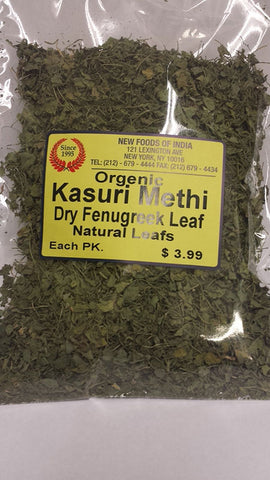 Since
1995
NEW FOODS OF INDIA
121 LEXINGTON AVE
NEW YORK, NY 10016
TEL: (212) - 679 - 4444 FAX: (212) 679 - 4434
Orgenic
Kasuri Methi
Dry Fenugreek Leaf
Natural Leafs
Each PK.
$ 3.99